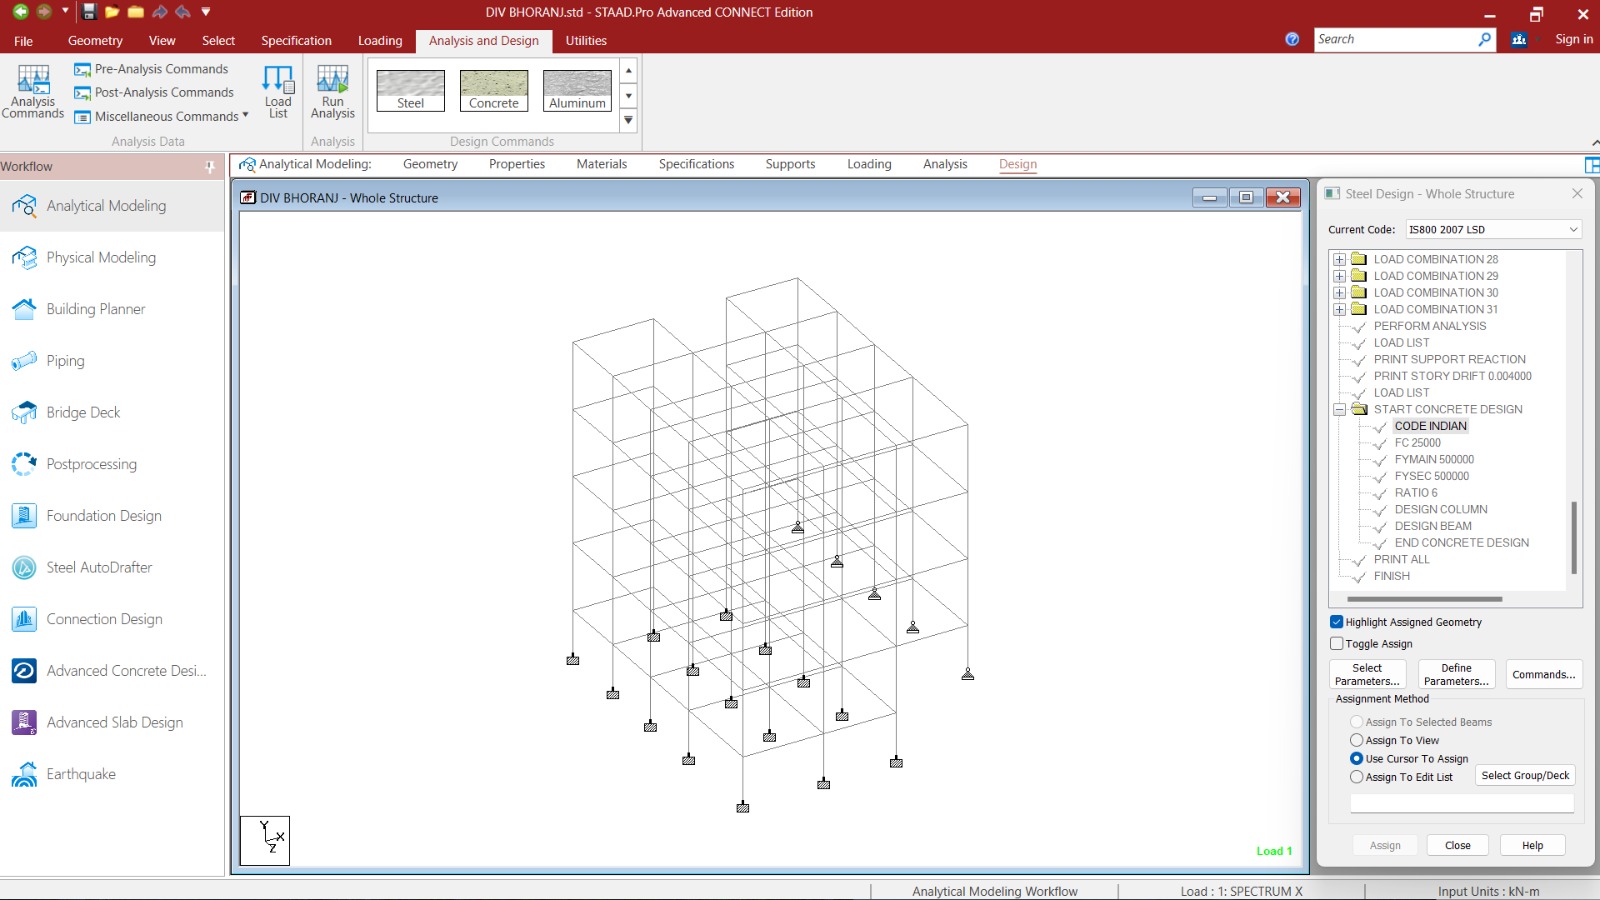 DIV BHORANJ.std - STAAD.Pro Advanced CONNECT Edition
File Geometry View Select Specification Loading Analysis and Design Utilities Search Sign in
Analysis Commands
Pre-Analysis Commands
Post-Analysis Commands
Miscellaneous Commands
Load List
Run Analysis
Steel Concrete Aluminum
Analysis Data Analysis Design Commands
Workflow
Analytical Modeling: Geometry Properties Materials Specifications Supports Loading Analysis Design
Analytical Modeling
Physical Modeling
Building Planner
Piping
Bridge Deck
Postprocessing
Foundation Design
Steel AutoDrafter
Connection Design
Advanced Concrete Desi...
Advanced Slab Design
Earthquake
DIV BHORANJ - Whole Structure
Y
X
Z
Load 1
Steel Design - Whole Structure
Current Code: IS800 2007 LSD
LOAD COMBINATION 28
LOAD COMBINATION 29
LOAD COMBINATION 30
LOAD COMBINATION 31
PERFORM ANALYSIS
LOAD LIST
PRINT SUPPORT REACTION
PRINT STORY DRIFT 0.004000
LOAD LIST
START CONCRETE DESIGN
CODE INDIAN
FC 25000
FYMAIN 500000
FYSEC 500000
RATIO 6
DESIGN COLUMN
DESIGN BEAM
END CONCRETE DESIGN
PRINT ALL
FINISH
Highlight Assigned Geometry
Toggle Assign
Select Parameters...
Define Parameters...
Commands...
Assignment Method
Assign To Selected Beams
Assign To View
Use Cursor To Assign
Assign To Edit List
Select Group/Deck
Assign Close Help
Analytical Modeling Workflow Load : 1: SPECTRUM X Input Units : kN-m